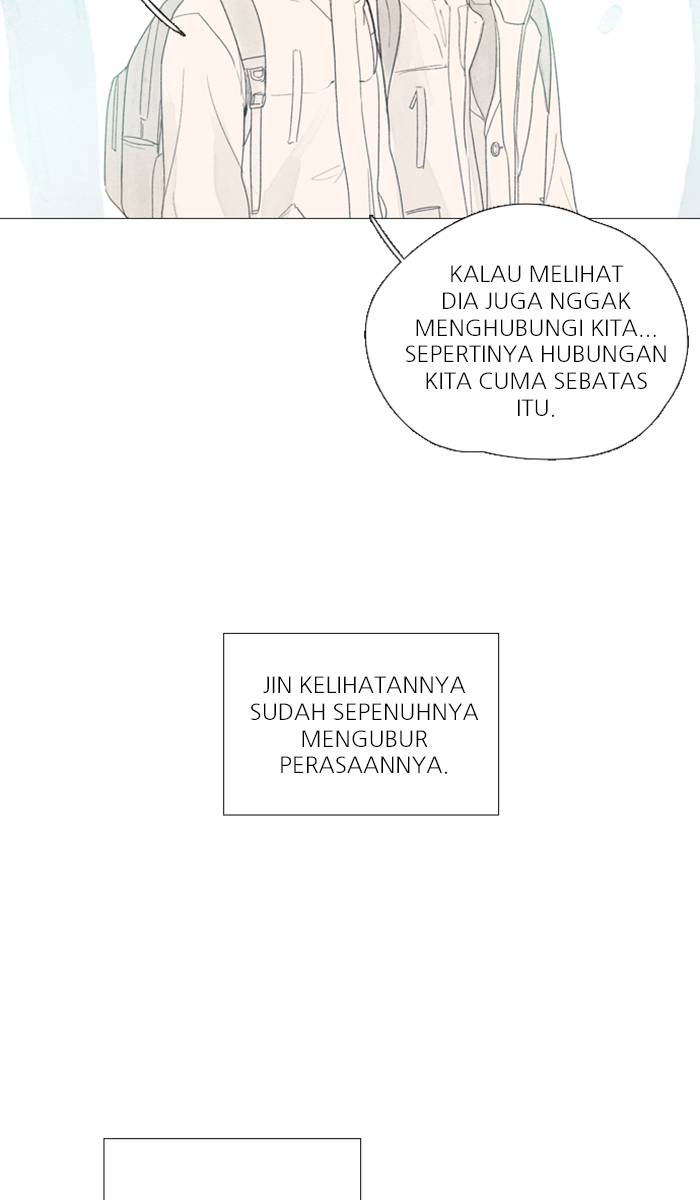 KALAU MELIHAT
DIA JUGA NGGAK
MENGHUBUNGI KITA...
SEPERTINYA HUBUNGAN
KITA CUMA SEBATAS
ITU.
JIN KELIHATANNYA
SUDAH SEPENUHNYA
MENGUBUR
PERASAANNYA.